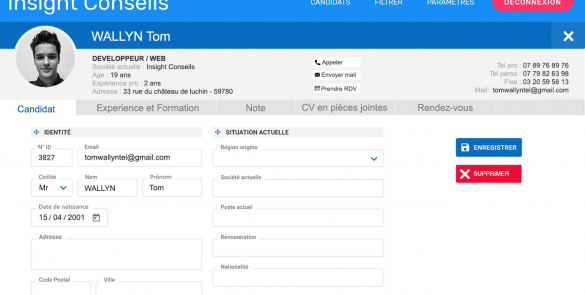 Insight Conseils
CANDIDATS
FILTRER
PARAMETRES
DECONNEXION
WALLYN Tom
DEVELOPPEUR / WEB
Société actuelle : Insight Conseils
Age : 19 ans
Expérience pro : 2 ans
Adresse : 33 rue du château de luchin - 59780
Appeler
Envoyer mail
Prendre RDV
Tel pro : 07 89 76 89 76
Tel perso : 07 79 82 63 98
Fixe : 03 20 59 58 13
Mail : tomwallyntel@gmail.com
Candidat
Experience et Formation
Note
CV en pièces jointes
Rendez-vous
IDENTITÉ
N° ID
3827
Email
tomwallyntel@gmail.com
Civilité
Mr
Nom
WALLYN
Prénom
Tom
Date de naissance
15 / 04 / 2001
Adresse
Code Postal
Ville
SITUATION ACTUELLE
Région origine
Société actuelle
Poste actuel
Rémunération
Nationalité
ENREGISTRER
SUPPRIMER